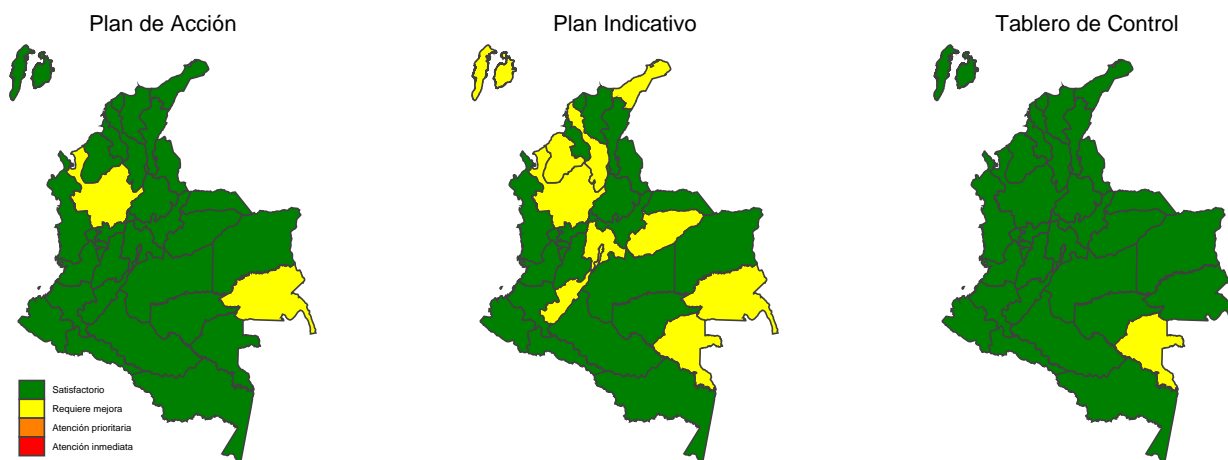 Plan de Acción
Plan Indicativo
Tablero de Control
Satisfactorio
Requiere mejora
Atención prioritaria
Atención inmediata